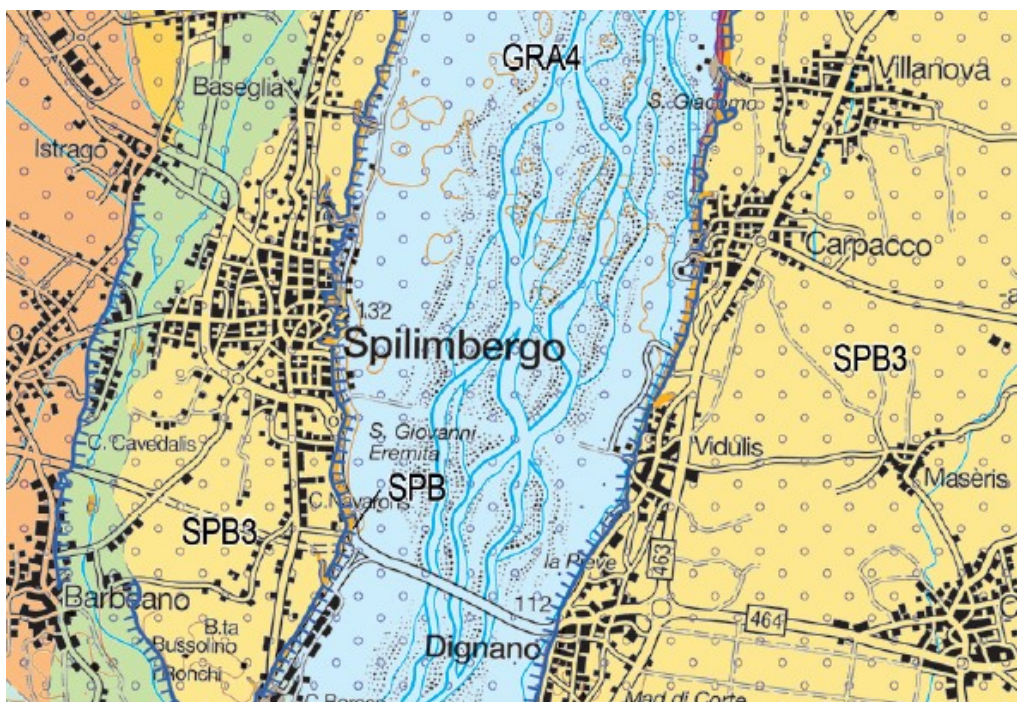 GRA4
Baseglia
Villanova
S. Giacomo
Istrago
Carpacco
132
Spilimbergo
SPB3
S. Giovanni
Eremita
C. Cavedalis
Vidulis
Maseris
SPB
SPB3
la Pieve
463
Barbeano
112
464
B.ta
Bussolino
Dignano
Ronchi